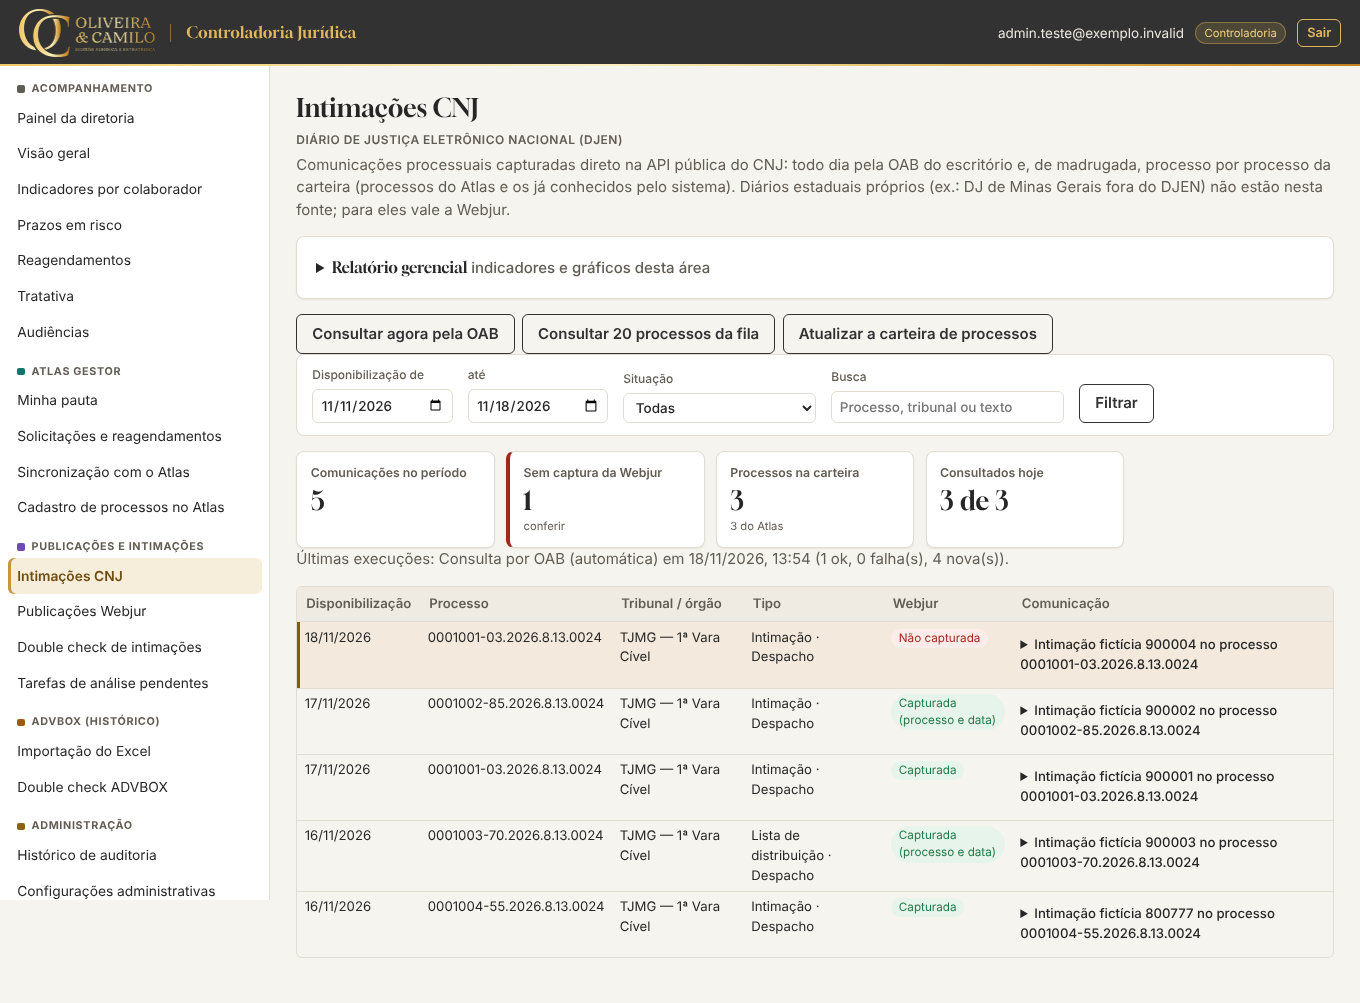 OLIVEIRA
& CAMILO
Controladoria Jurídica
admin.teste@exemplo.invalid
Controladoria
Sair
ACOMPANHAMENTO
Painel da diretoria
Visão geral
Indicadores por colaborador
Prazos em risco
Reagendamentos
Tratativa
Audiências
ATLAS GESTOR
Minha pauta
Solicitações e reagendamentos
Sincronização com o Atlas
Cadastro de processos no Atlas
PUBLICAÇÕES E INTIMAÇÕES
Intimações CNJ
Publicações Webjur
Double check de intimações
Tarefas de análise pendentes
ADVBOX (HISTÓRICO)
Importação do Excel
Double check ADVBOX
ADMINISTRAÇÃO
Histórico de auditoria
Configurações administrativas
Intimações CNJ
DIÁRIO DE JUSTIÇA ELETRÔNICO NACIONAL (DJEN)
Comunicações processuais capturadas direto na API pública do CNJ: todo dia pela OAB do escritório e, de madrugada, processo por processo da
carteira (processos do Atlas e os já conhecidos pelo sistema). Diários estaduais próprios (ex.: DJ de Minas Gerais fora do DJEN) não estão nesta
fonte; para eles vale a Webjur.
Relatório gerencial indicadores e gráficos desta área
Consultar agora pela OAB
Consultar 20 processos da fila
Atualizar a carteira de processos
Disponibilização de
até
Situação
Busca
11/11/2026
11/18/2026
Todas
Processo, tribunal ou texto
Filtrar
Comunicações no período
5
Sem captura da Webjur
1
conferir
Processos na carteira
3
3 do Atlas
Consultados hoje
3 de 3
Últimas execuções: Consulta por OAB (automática) em 18/11/2026, 13:54 (1 ok, 0 falha(s), 4 nova(s)).
Disponibilização Processo Tribunal / órgão Tipo Webjur Comunicação
18/11/2026 0001001-03.2026.8.13.0024 TJMG — 1ª Vara Intimação · Não capturada Intimação fictícia 900004 no processo
Cível Despacho 0001001-03.2026.8.13.0024
17/11/2026 0001002-85.2026.8.13.0024 TJMG — 1ª Vara Intimação · Capturada Intimação fictícia 900002 no processo
Cível Despacho (processo e data) 0001002-85.2026.8.13.0024
17/11/2026 0001001-03.2026.8.13.0024 TJMG — 1ª Vara Intimação · Capturada Intimação fictícia 900001 no processo
Cível Despacho 0001001-03.2026.8.13.0024
16/11/2026 0001003-70.2026.8.13.0024 TJMG — 1ª Vara Lista de Capturada Intimação fictícia 900003 no processo
Cível distribuição · (processo e data) 0001003-70.2026.8.13.0024
Despacho
16/11/2026 0001004-55.2026.8.13.0024 TJMG — 1ª Vara Intimação · Capturada Intimação fictícia 800777 no processo
Cível Despacho 0001004-55.2026.8.13.0024